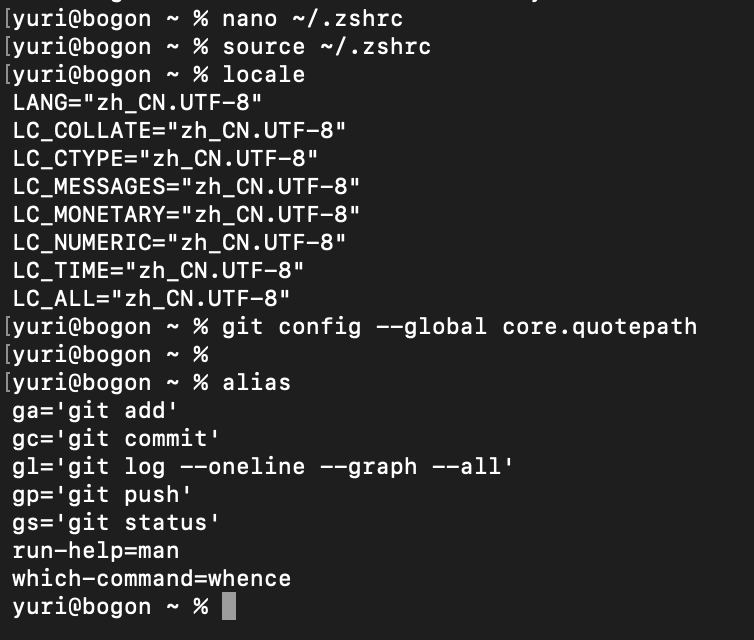 [yuri@bogon ~ % nano ~/.zshrc
[yuri@bogon ~ % source ~/.zshrc
[yuri@bogon ~ % locale
LANG="zh_CN.UTF-8"
LC_COLLATE="zh_CN.UTF-8"
LC_CTYPE="zh_CN.UTF-8"
LC_MESSAGES="zh_CN.UTF-8"
LC_MONETARY="zh_CN.UTF-8"
LC_NUMERIC="zh_CN.UTF-8"
LC_TIME="zh_CN.UTF-8"
LC_ALL="zh_CN.UTF-8"
[yuri@bogon ~ % git config --global core.quotepath
[yuri@bogon ~ %
[yuri@bogon ~ % alias
ga='git add'
gc='git commit'
gl='git log --oneline --graph --all'
gp='git push'
gs='git status'
run-help=man
which-command=whence
yuri@bogon ~ %